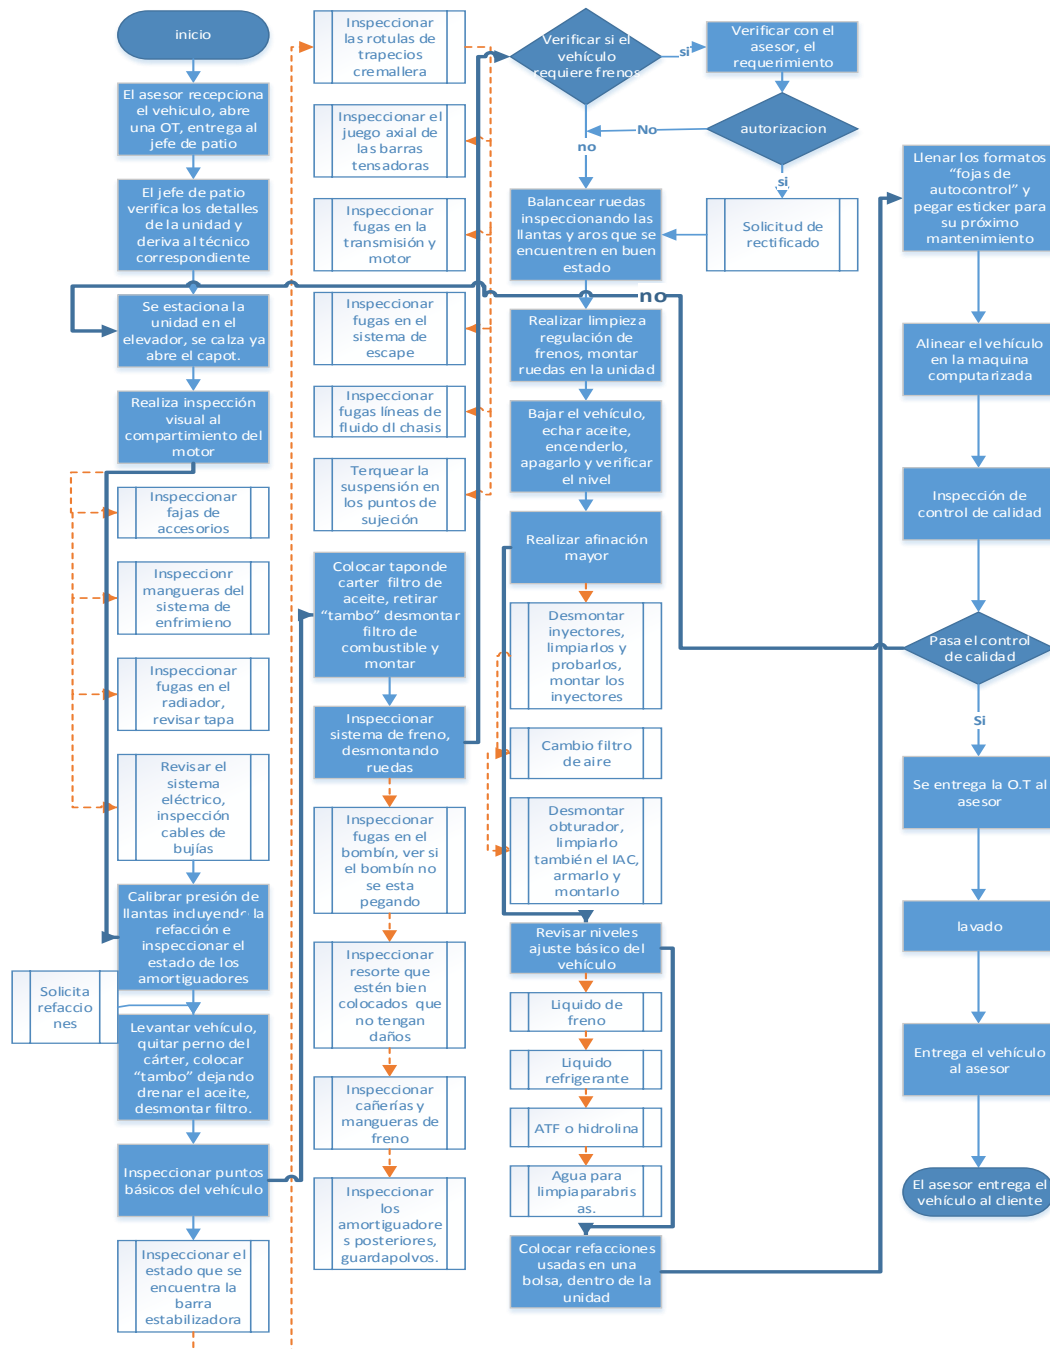 inicio
El asesor recepciona
el vehiculo, abre
una OT, entrega al
jefe de patio
El jefe de patio
verifica los detalles
de la unidad y
deriva al técnico
correspondiente
Se estaciona la
unidad en el
elevador, se calza ya
abre el capot.
Realiza inspección
visual al
compartimiento del
motor
Inspeccionar
fajas de
accesorios
Inspeccionr
mangueras del
sistema de
enfrimieno
Inspeccionar
fugas en el
radiador,
revisar tapa
Revisar el
sistema
eléctrico,
inspección
cables de
bujías
Calibrar presión de
llantas incluyendo la
refacción e
inspeccionar el
estado de los
amortiguadores
Solicita
refaccio
nes
Levantar vehículo,
quitar perno del
cárter, colocar
"tambo" dejando
drenar el aceite,
desmontar filtro.
Inspeccionar puntos
básicos del vehículo
Inspeccionar el
estado que se
encuentra la
barra
estabilizadora
Inspeccionar
las rotulas de
trapecios
cremallera
Inspeccionar el
juego axial de
las barras
tensadoras
Inspeccionar
fugas en la
transmisión y
motor
Inspeccionar
fugas en el
sistema de
escape
Inspeccionar
fugas líneas de
fluido dl chasis
Terquear la
suspensión en
los puntos de
sujeción
Colocar taponde
carter filtro de
aceite, retirar
"tambo" desmontar
filtro de
combustible y
montar
Inspeccionar
sistema de freno,
desmontando
ruedas
Inspeccionar
fugas en el
bombín, ver si
el bombín no
se esta
pegando
Inspeccionar
resorte que
estén bien
colocados que
no tengan
daños
Inspeccionar
cañerías y
mangueras de
freno
Inspeccionar
los
amortiguadore
s posteriores,
guardapolvos.
Verificar si el
vehículo
requiere frenos
si
no
Verificar con el
asesor, el
requerimiento
autorizacion
No
si
Solicitud de
rectificado
Balancear ruedas
inspeccionando las
llantas y aros que se
encuentren en buen
estado
no
Realizar limpieza
regulación de
frenos, montar
ruedas en la unidad
Bajar el vehículo,
echar aceite,
encenderlo,
apagarlo y verificar
el nivel
Realizar afinación
mayor
Desmontar
inyectores,
limpiarlos y
probarlos,
montar los
inyectores
Cambio filtro
de aire
Desmontar
obturador,
limpiarlo
también el IAC,
armarlo y
montarlo
Revisar niveles
ajuste básico del
vehículo
Liquido de
freno
Liquido
refrigerante
ATF o hidrolina
Agua para
limpiaparabris
as.
Colocar refacciones
usadas en una
bolsa, dentro de la
unidad
Llenar los formatos
"fojas de
autocontrol" y
pegar esticker para
su próximo
mantenimiento
Alinear el vehículo
en la maquina
computarizada
Inspección de
control de calidad
Pasa el control
de calidad
Si
Se entrega la O.T al
asesor
lavado
Entrega el vehículo
al asesor
El asesor entrega el
vehículo al cliente